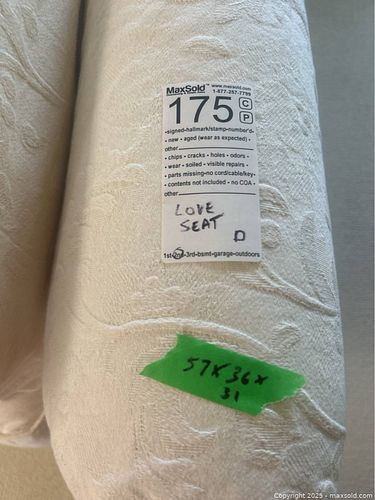 MaxSold™ www.maxsold.com
1-877-257-7799
175 C
P
•signed-hallmark/stamp-number'd•
• new • aged (wear as expected) •
other
• chips • cracks • holes • odors •
• wear • soiled • visible repairs •
• parts missing-no cord/cable/key•
• contents not included • no COA •
other
LOVE
SEAT D
1st-2nd-3rd-bsmt-garage-outdoors
57x36x
31
Copyright 2025 - maxsold.com